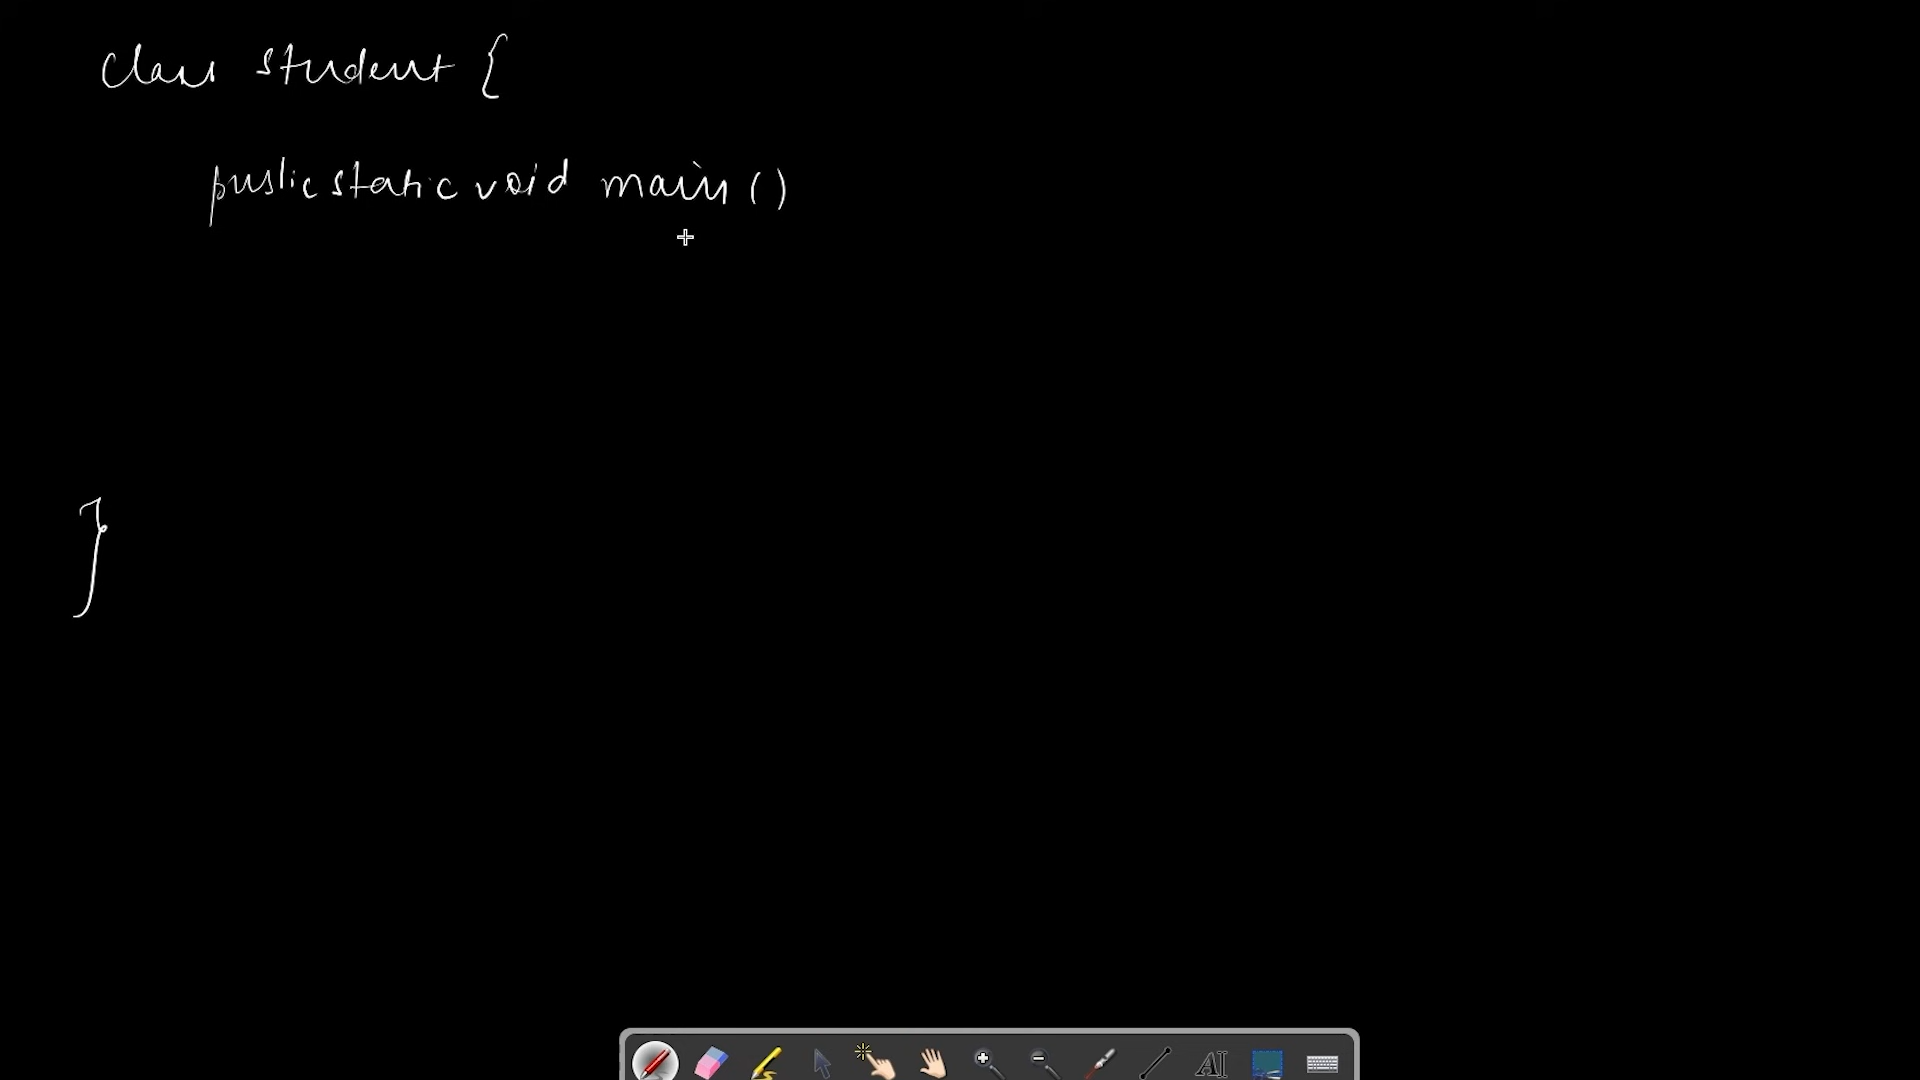 class student {
public static void main ()
}